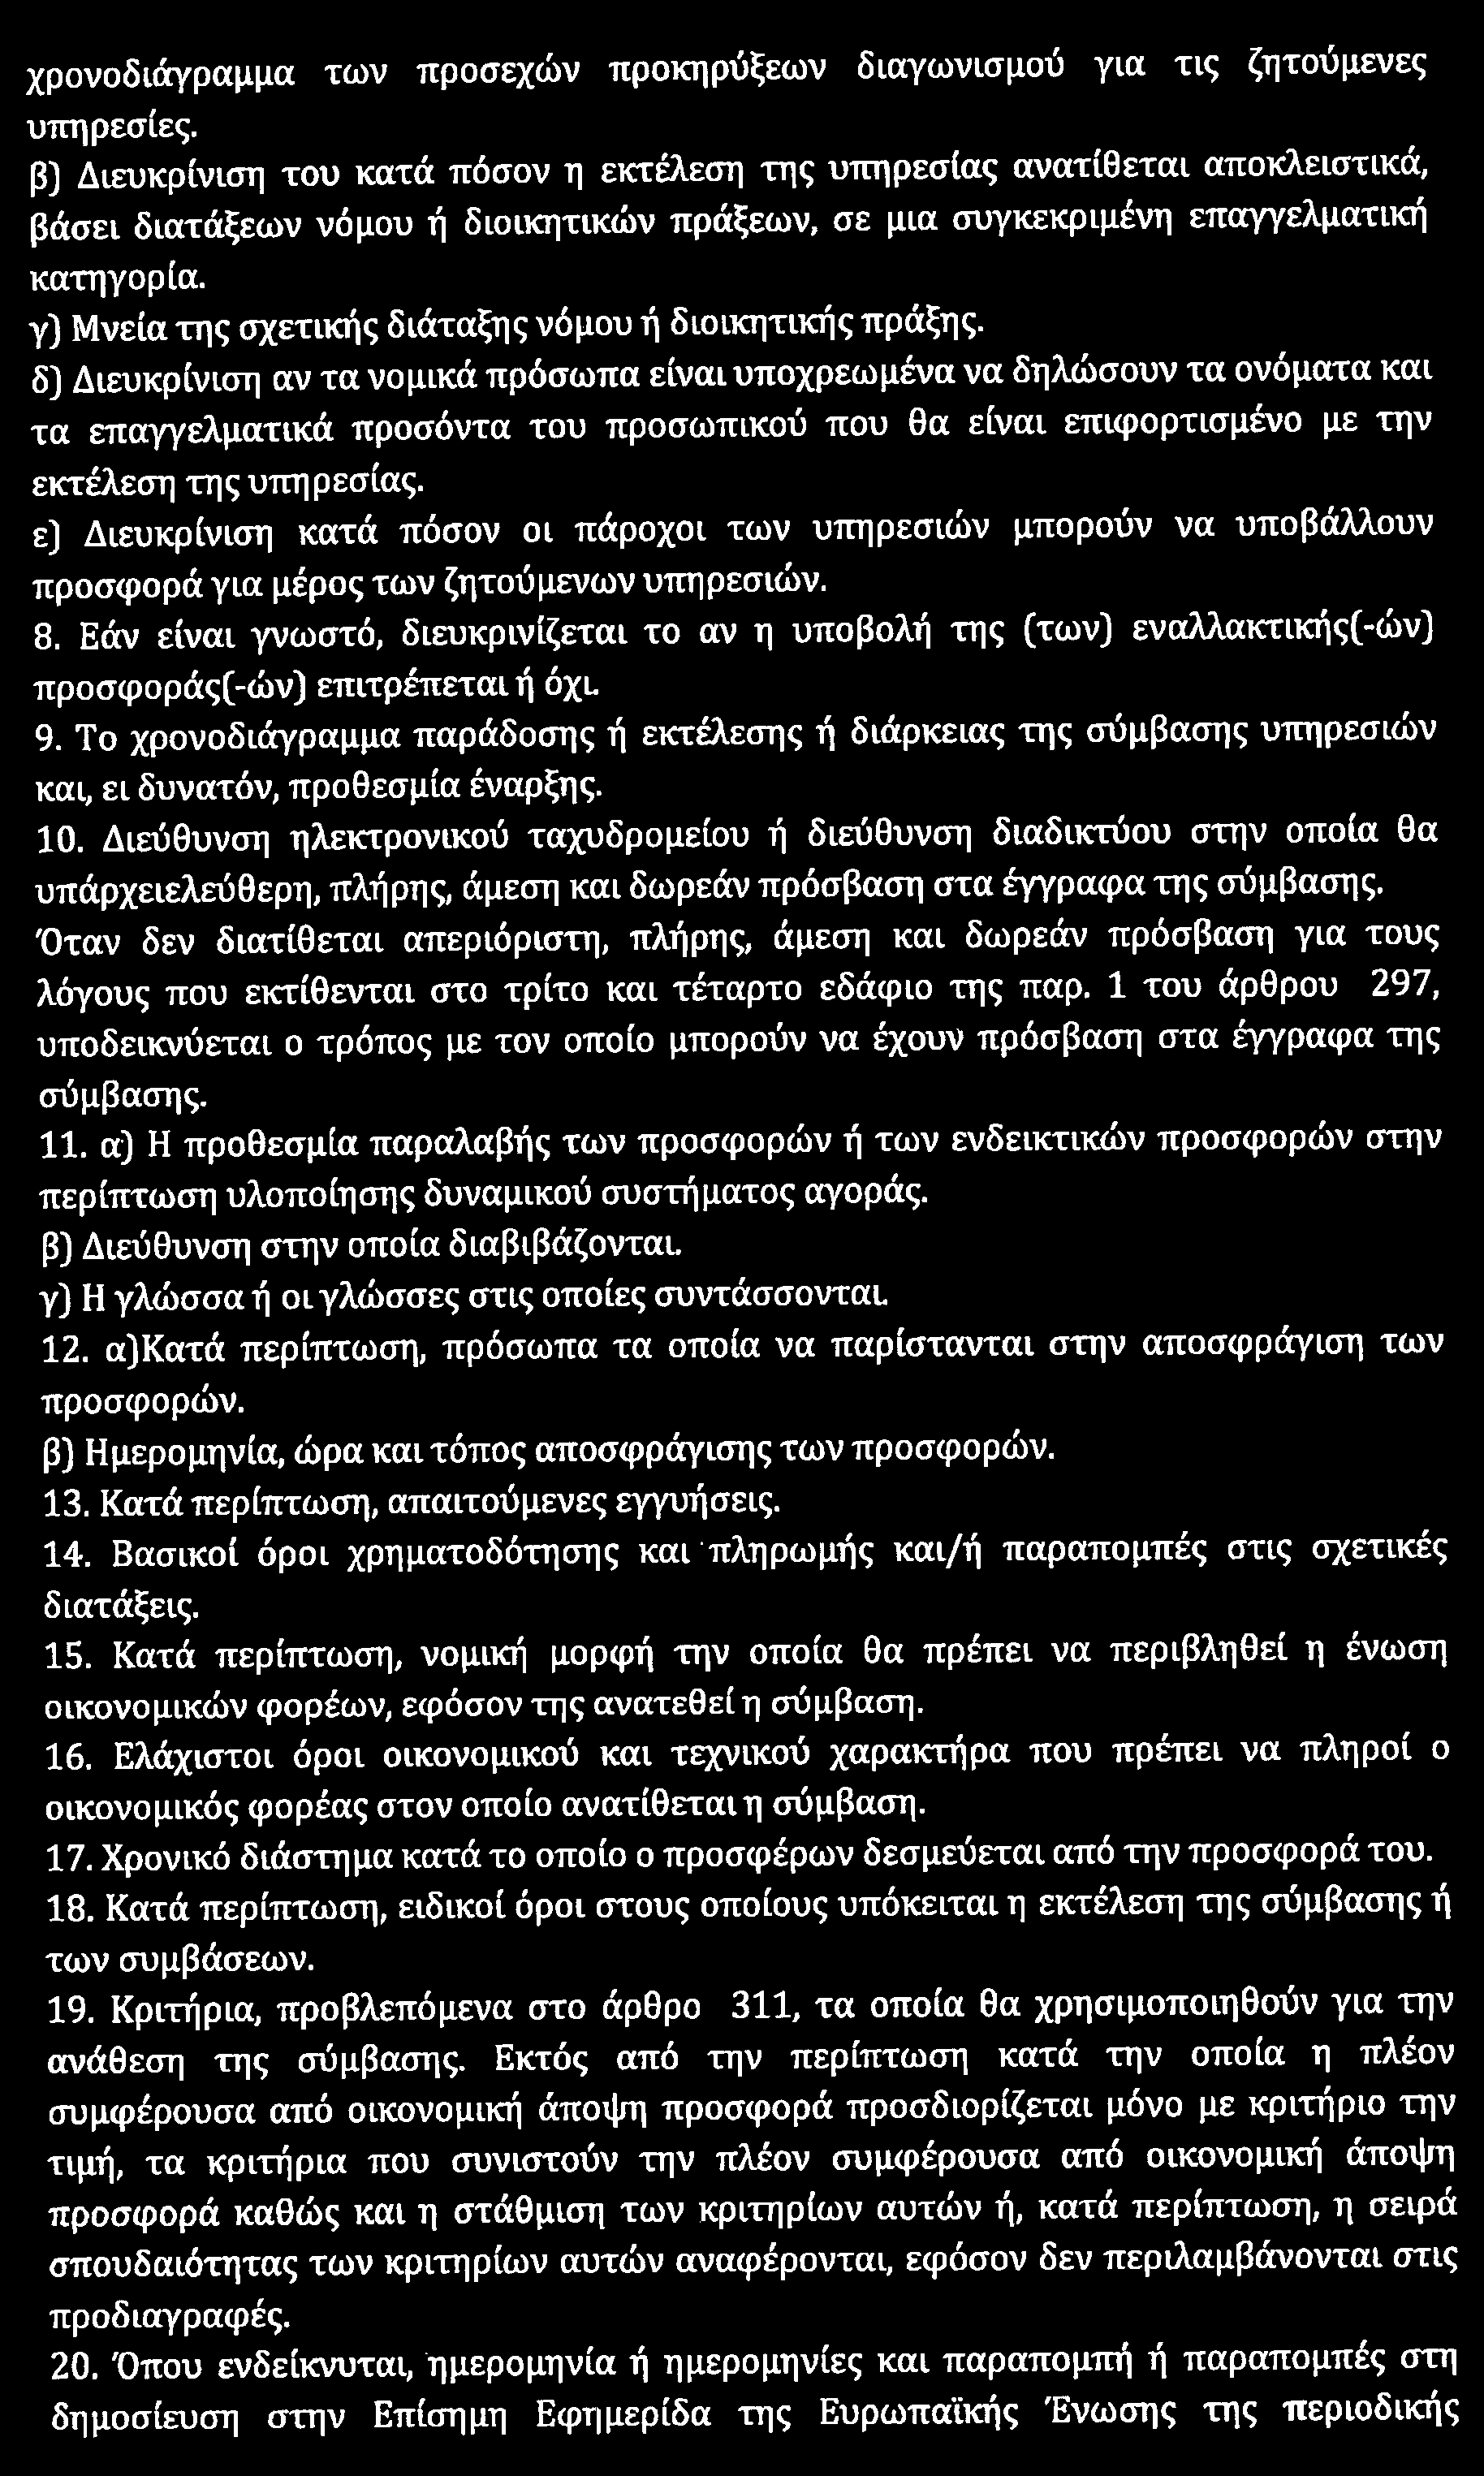 χρονοδιάγραμμα των προσεχών προκηρύξεων διαγωνισμού για τις ζητούμενες
υπηρεσίες.
β) Διευκρίνιση του κατά πόσον η εκτέλεση της υπηρεσίας ανατίθεται αποκλειστικά,
βάσει διατάξεων νόμου ή διοικητικών πράξεων, σε μια συγκεκριμένη επαγγελματική
κατηγορία.
γ) Μνεία της σχετικής διάταξης νόμου ή διοικητικής πράξης.
δ) Διευκρίνιση αν τα νομικά πρόσωπα είναι υποχρεωμένα να δηλώσουν τα ονόματα και
τα επαγγελματικά προσόντα του προσωπικού που θα είναι επιφορτισμένο με την
εκτέλεση της υπηρεσίας.
ε) Διευκρίνιση κατά πόσον οι πάροχοι των υπηρεσιών μπορούν να υποβάλλουν
προσφορά για μέρος των ζητούμενων υπηρεσιών.
8. Εάν είναι γνωστό, διευκρινίζεται το αν η υποβολή της (των) εναλλακτικής(-ών)
προσφοράς(-ών) επιτρέπεται ή όχι.
9. Το χρονοδιάγραμμα παράδοσης ή εκτέλεσης ή διάρκειας της σύμβασης υπηρεσιών
και, ει δυνατόν, προθεσμία έναρξης.
10. Διεύθυνση ηλεκτρονικού ταχυδρομείου ή διεύθυνση διαδικτύου στην οποία θα
υπάρχειελεύθερη, πλήρης, άμεση και δωρεάν πρόσβαση στα έγγραφα της σύμβασης.
Όταν δεν διατίθεται απεριόριστη, πλήρης, άμεση και δωρεάν πρόσβαση για τους
λόγους που εκτίθενται στο τρίτο και τέταρτο εδάφιο της παρ. 1 του άρθρου 297,
υποδεικνύεται ο τρόπος με τον οποίο μπορούν να έχουν πρόσβαση στα έγγραφα της
σύμβασης.
11. α) Η προθεσμία παραλαβής των προσφορών ή των ενδεικτικών προσφορών στην
περίπτωση υλοποίησης δυναμικού συστήματος αγοράς.
β) Διεύθυνση στην οποία διαβιβάζονται.
γ) Η γλώσσα ή οι γλώσσες στις οποίες συντάσσονται.
12. α)Κατά περίπτωση, πρόσωπα τα οποία να παρίστανται στην αποσφράγιση των
προσφορών.
β) Ημερομηνία, ώρα και τόπος αποσφράγισης των προσφορών.
13. Κατά περίπτωση, απαιτούμενες εγγυήσεις.
14. Βασικοί όροι χρηματοδότησης και πληρωμής και/ή παραπομπές στις σχετικές
διατάξεις.
15. Κατά περίπτωση, νομική μορφή την οποία θα πρέπει να περιβληθεί η ένωση
οικονομικών φορέων, εφόσον της ανατεθεί η σύμβαση.
16. Ελάχιστοι όροι οικονομικού και τεχνικού χαρακτήρα που πρέπει να πληροί ο
οικονομικός φορέας στον οποίο ανατίθεται η σύμβαση.
17. Χρονικό διάστημα κατά το οποίο ο προσφέρων δεσμεύεται από την προσφορά του.
18. Κατά περίπτωση, ειδικοί όροι στους οποίους υπόκειται η εκτέλεση της σύμβασης ή
των συμβάσεων.
19. Κριτήρια, προβλεπόμενα στο άρθρο 311, τα οποία θα χρησιμοποιηθούν για την
ανάθεση της σύμβασης. Εκτός από την περίπτωση κατά την οποία η πλέον
συμφέρουσα από οικονομική άποψη προσφορά προσδιορίζεται μόνο με κριτήριο την
τιμή, τα κριτήρια που συνιστούν την πλέον συμφέρουσα από οικονομική άποψη
προσφορά καθώς και η στάθμιση των κριτηρίων αυτών ή, κατά περίπτωση, η σειρά
σπουδαιότητας των κριτηρίων αυτών αναφέρονται, εφόσον δεν περιλαμβάνονται στις
προδιαγραφές.
20. Όπου ενδείκνυται, ημερομηνία ή ημερομηνίες και παραπομπή ή παραπομπές στη
δημοσίευση στην Επίσημη Εφημερίδα της Ευρωπαϊκής Ένωσης της περιοδικής